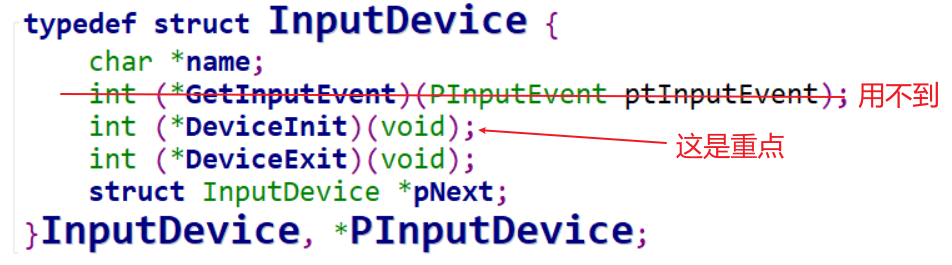 typedef struct InputDevice {
char *name;
int (*GetInputEvent)(PInputEvent ptInputEvent); 用不到
int (*DeviceInit)(void);
这是重点
int (*DeviceExit)(void);
struct InputDevice *pNext;
}InputDevice, *PInputDevice;